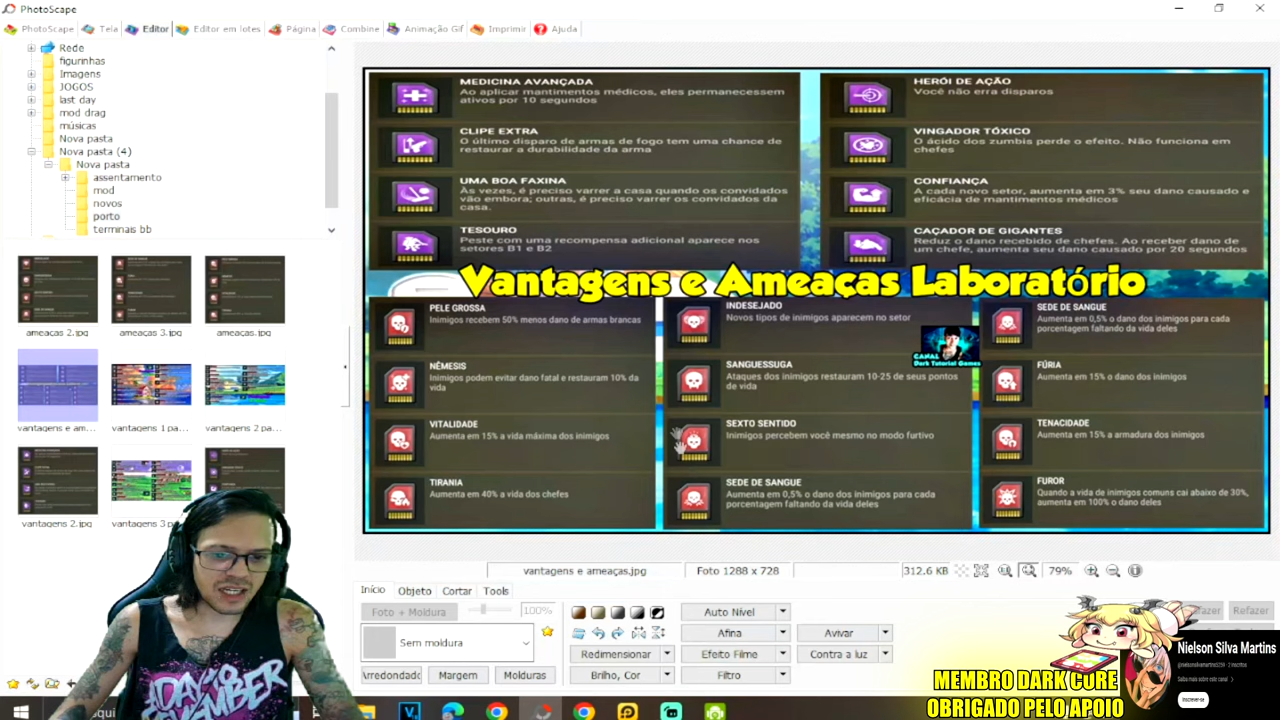 PhotoScape
PhotoScape
Tela
Editor
Editor em lotes
Página
Combine
Animação Gif
Imprimir
Ajuda
Rede
figurinhas
Imagens
JOGOS
last day
mod drag
músicas
Nova pasta
Nova pasta (4)
Nova pasta
assentamento
mod
novos
porto
terminais bb
ameaças 2.jpg
ameaças 3.jpg
ameaças.jpg
vantagens e am...
vantagens 1 pa...
vantagens 2 pa...
vantagens 2.jpg
vantagens 3 pa...
MEDICINA AVANÇADA
Ao aplicar mantimentos médicos, eles permanecessem
ativos por 10 segundos
CLIPE EXTRA
O último disparo de armas de fogo tem uma chance de
restaurar a durabilidade da arma
UMA BOA FAXINA
Às vezes, é preciso varrer a casa quando os convidados
vão embora; outras, é preciso varrer os convidados da
casa.
TESOURO
Peste com uma recompensa adicional aparece nos
setores B1 e B2
HERÓI DE AÇÃO
Você não erra disparos
VINGADOR TÓXICO
O ácido dos zumbis perde o efeito. Não funciona em
chefes
CONFIANÇA
A cada novo setor, aumenta em 3% seu dano causado e
eficácia de mantimentos médicos
CAÇADOR DE GIGANTES
Reduz o dano recebido de chefes. Ao receber dano de
um chefe, aumenta seu dano causado por 20 segundos
Vantagens e Ameaças Laboratório
PELE GROSSA
Inimigos recebem 50% menos dano de armas brancas
NÊMESIS
Inimigos podem evitar dano fatal e restauram 10% da
vida
VITALIDADE
Aumenta em 15% a vida máxima dos inimigos
TIRANIA
Aumenta em 40% a vida dos chefes
INDESEJADO
Novos tipos de inimigos aparecem no setor
SANGUESSUGA
Ataques dos inimigos restauram 10-25 de seus pontos
de vida
SEXTO SENTIDO
Inimigos percebem você mesmo no modo furtivo
SEDE DE SANGUE
Aumenta em 0,5% o dano dos inimigos para cada
porcentagem faltando da vida deles
SEDE DE SANGUE
Aumenta em 0,5% o dano dos inimigos para cada
porcentagem faltando da vida deles
FÚRIA
Aumenta em 15% o dano dos inimigos
TENACIDADE
Aumenta em 15% a armadura dos inimigos
FUROR
Quando a vida de inimigos comuns cai abaixo de 30%,
aumenta em 100% o dano deles
CANAL
Dark Tutorial Games
vantagens e ameaças.jpg
Foto 1288 x 728
312.6 KB
79%
Início
Objeto
Cortar
Tools
Foto + Moldura
100%
Sem moldura
Arredondado
Margem
Molduras
Auto Nível
Afina
Avivar
Redimensionar
Efeito Filme
Contra a luz
Brilho, Cor
Filtro
Refazer
MEMBRO DARK CORE
OBRIGADO PELO APOIO
Nielson Silva Martins
Saiba mais sobre este canal
Inscrever-se